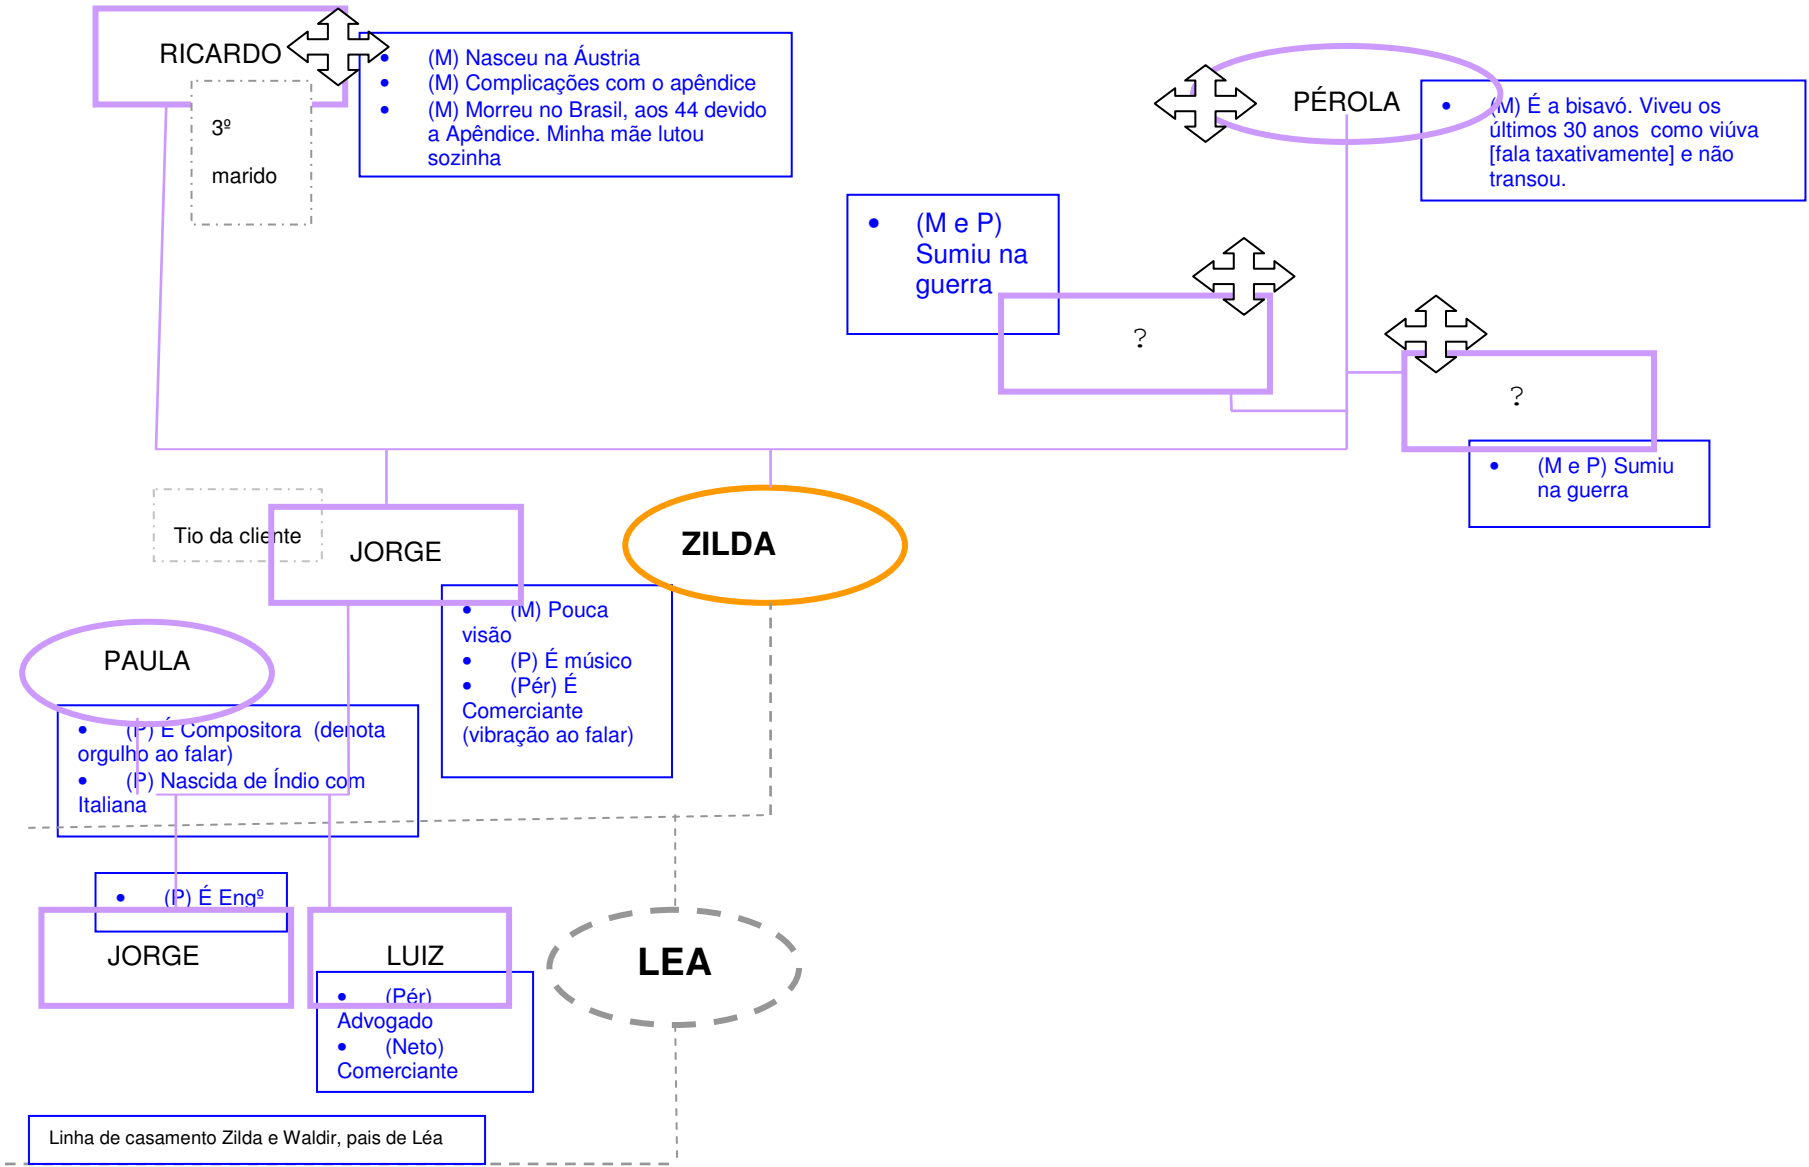 RICARDO
3º
marido
• (M) Nasceu na Áustria
• (M) Complicações com o apêndice
• (M) Morreu no Brasil, aos 44 devido
a Apêndice. Minha mãe lutou
sozinha
PÉROLA
• (M) É a bisavó. Viveu os
últimos 30 anos como viúva
[fala taxativamente] e não
transou.
• (M e P)
Sumiu na
guerra
?
?
• (M e P) Sumiu
na guerra
Tio da cliente
JORGE
ZILDA
• (M) Pouca
visão
• (P) É músico
• (Pér) É
Comerciante
(vibração ao falar)
PAULA
• (P) É Compositora (denota
orgulho ao falar)
• (P) Nascida de Índio com
Italiana
• (P) É Engº
JORGE
LUIZ
• (Pér)
Advogado
• (Neto)
Comerciante
LEA
Linha de casamento Zilda e Waldir, pais de Léa